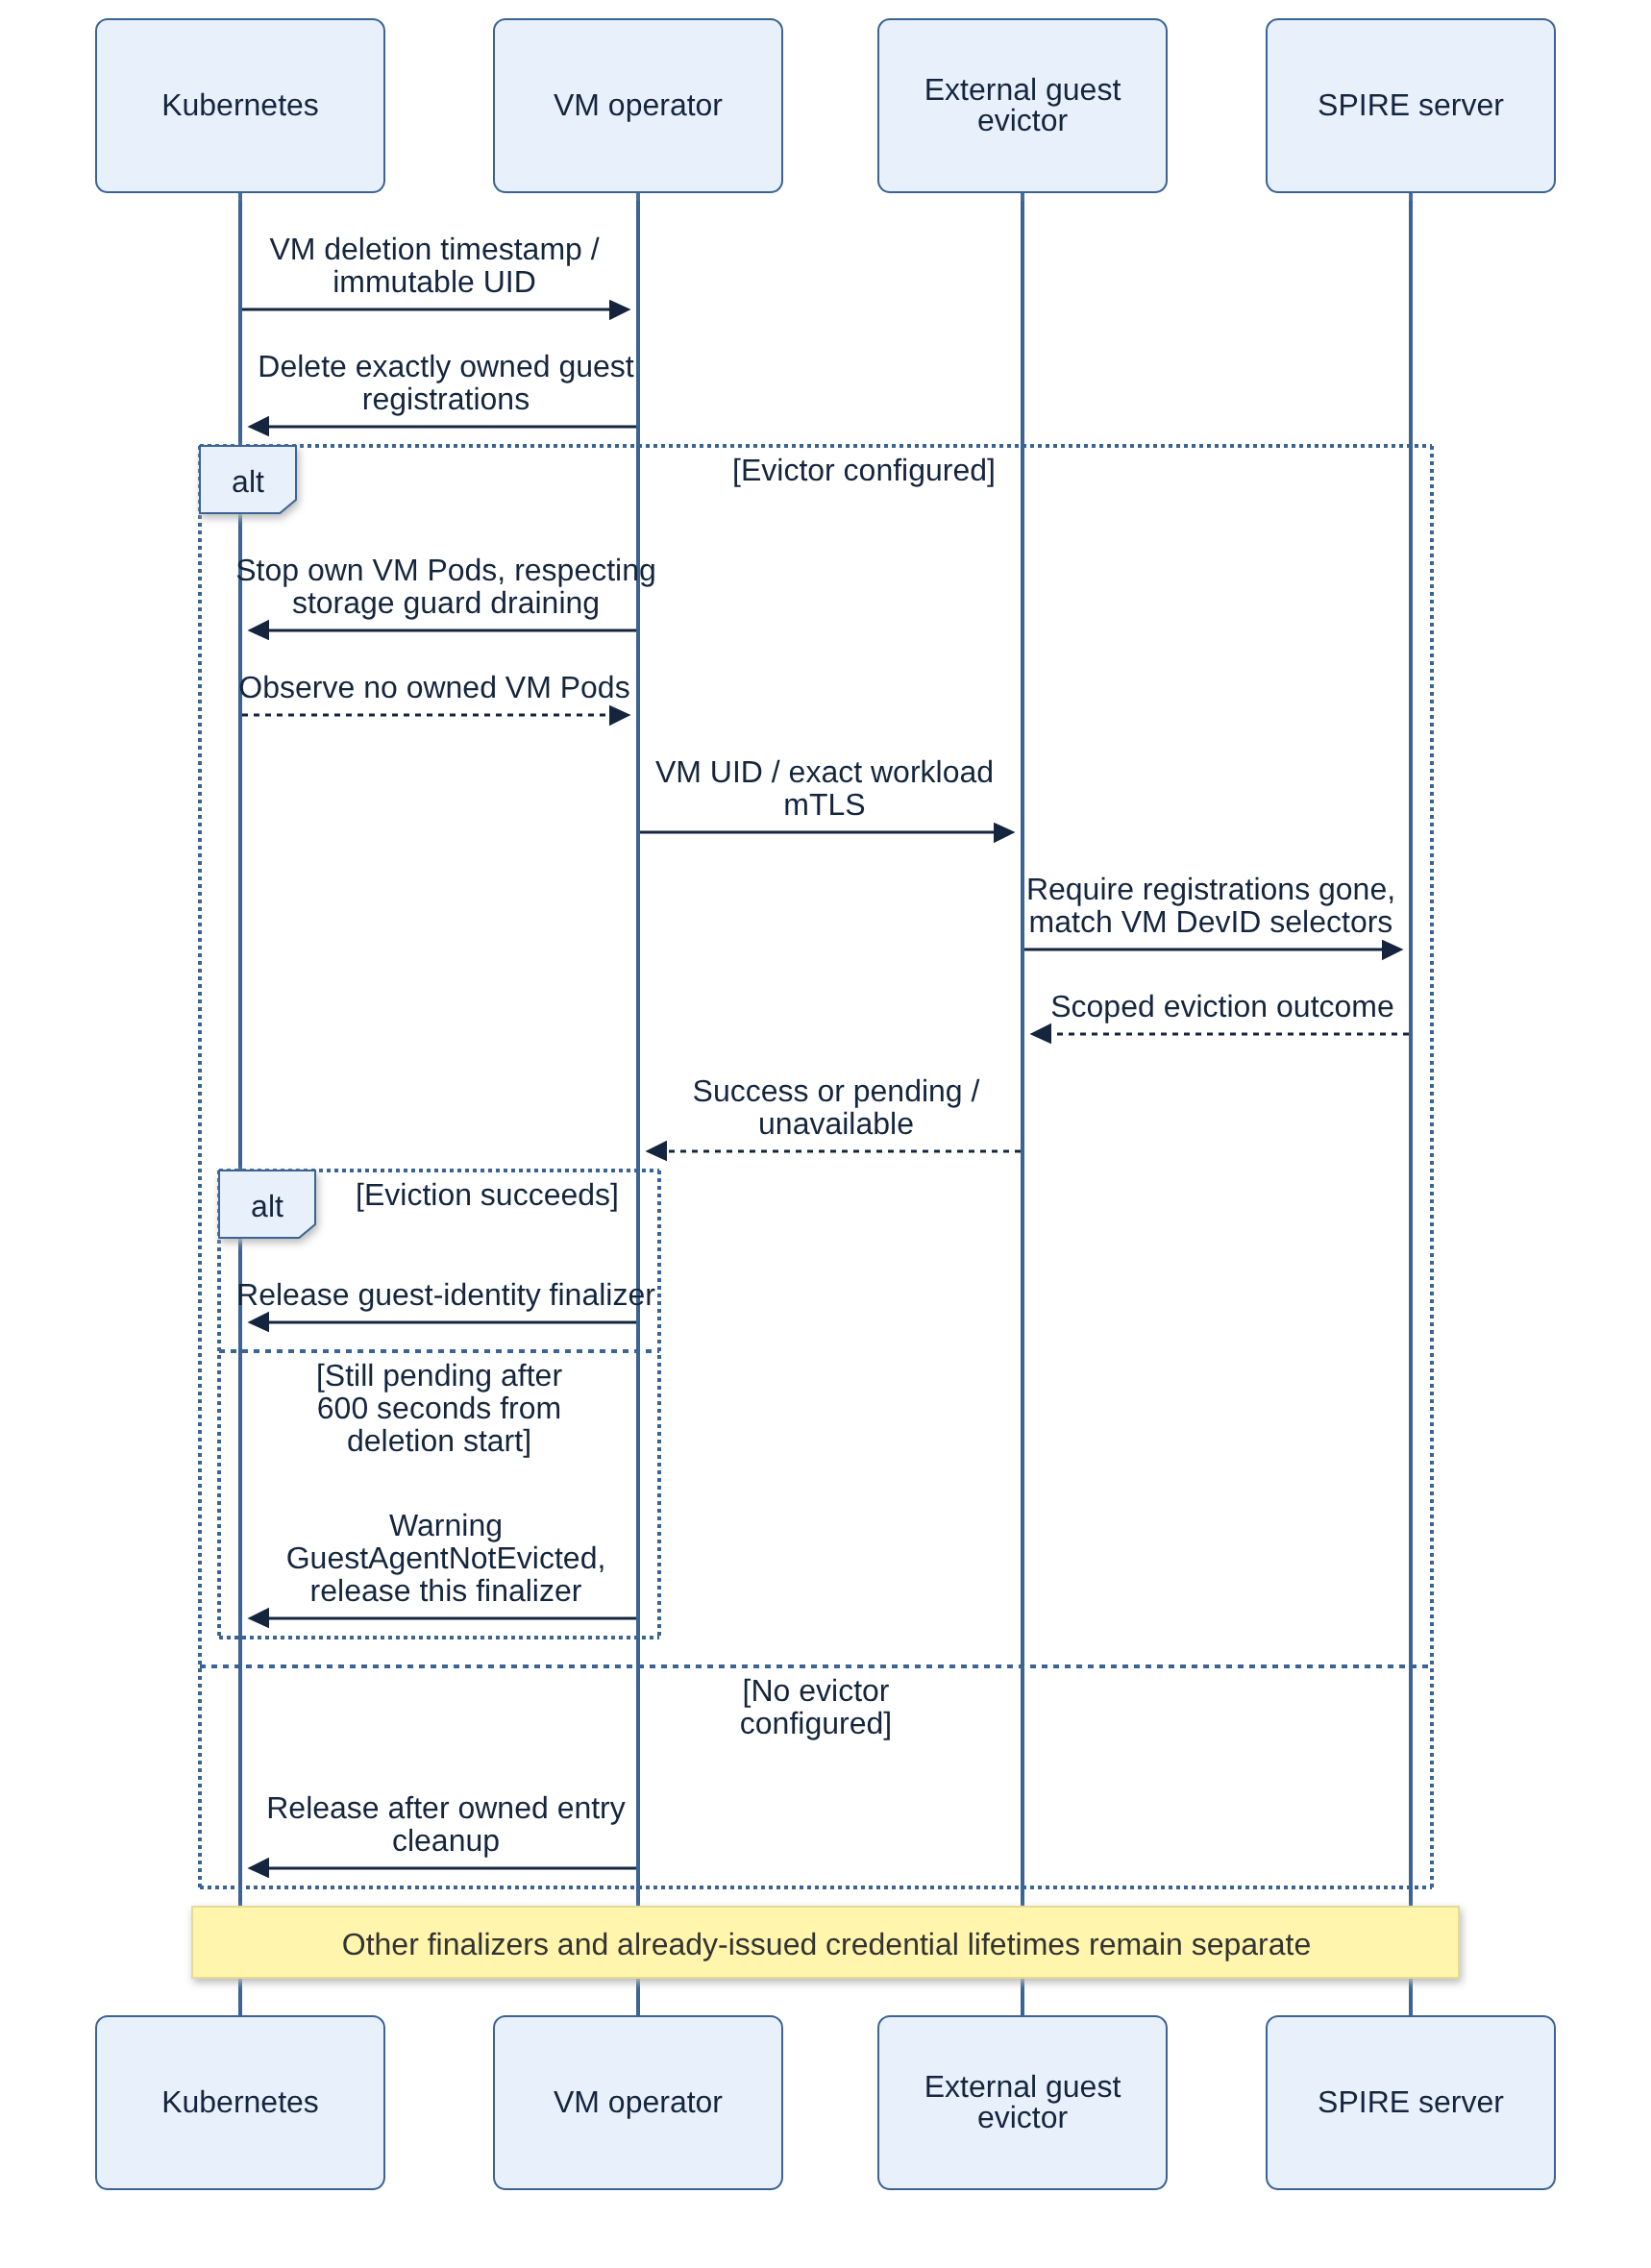 Kubernetes
VM operator
External guest
evictor
SPIRE server
VM deletion timestamp /
immutable UID
Delete exactly owned guest
registrations
alt
[Evictor configured]
Stop own VM Pods, respecting
storage guard draining
Observe no owned VM Pods
VM UID / exact workload
mTLS
Require registrations gone,
match VM DevID selectors
Scoped eviction outcome
Success or pending /
unavailable
alt
[Eviction succeeds]
Release guest-identity finalizer
[Still pending after
600 seconds from
deletion start]
Warning
GuestAgentNotEvicted,
release this finalizer
[No evictor
configured]
Release after owned entry
cleanup
Other finalizers and already-issued credential lifetimes remain separate
Kubernetes
VM operator
External guest
evictor
SPIRE server